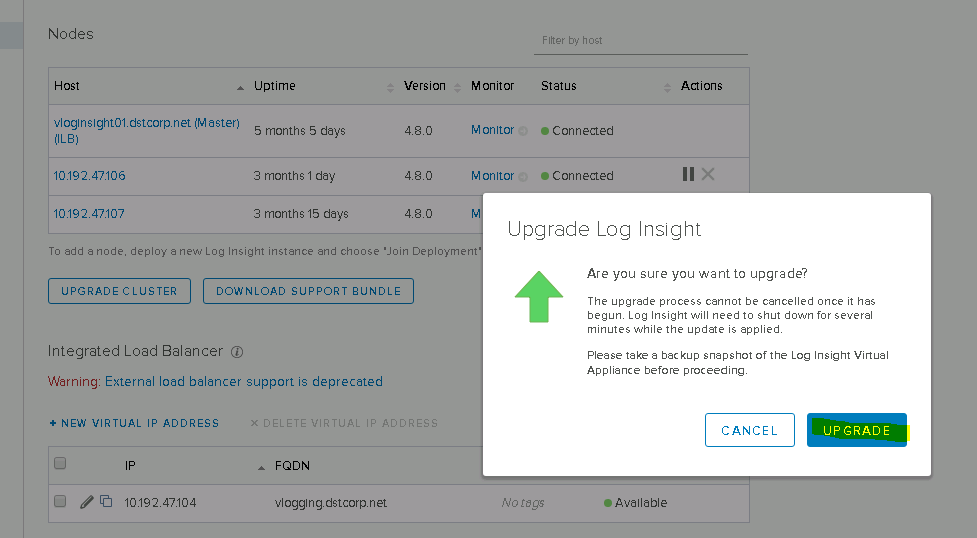 Nodes
Filter by host
Host Uptime Version Monitor Status Actions
vloginsight01.dstcorp.net (Master)
(ILB)
5 months 5 days 4.8.0 Monitor Connected
10.192.47.106 3 months 1 day 4.8.0 Monitor Connected
10.192.47.107 3 months 15 days 4.8.0 M
To add a node, deploy a new Log Insight instance and choose "Join Deployment"
UPGRADE CLUSTER DOWNLOAD SUPPORT BUNDLE
Integrated Load Balancer
Warning: External load balancer support is deprecated
+ NEW VIRTUAL IP ADDRESS × DELETE VIRTUAL IP ADDRESS
IP FQDN
10.192.47.104 vlogging.dstcorp.net No tags Available
Upgrade Log Insight
Are you sure you want to upgrade?
The upgrade process cannot be cancelled once it has
begun. Log Insight will need to shut down for several
minutes while the update is applied.
Please take a backup snapshot of the Log Insight Virtual
Appliance before proceeding.
CANCEL UPGRADE